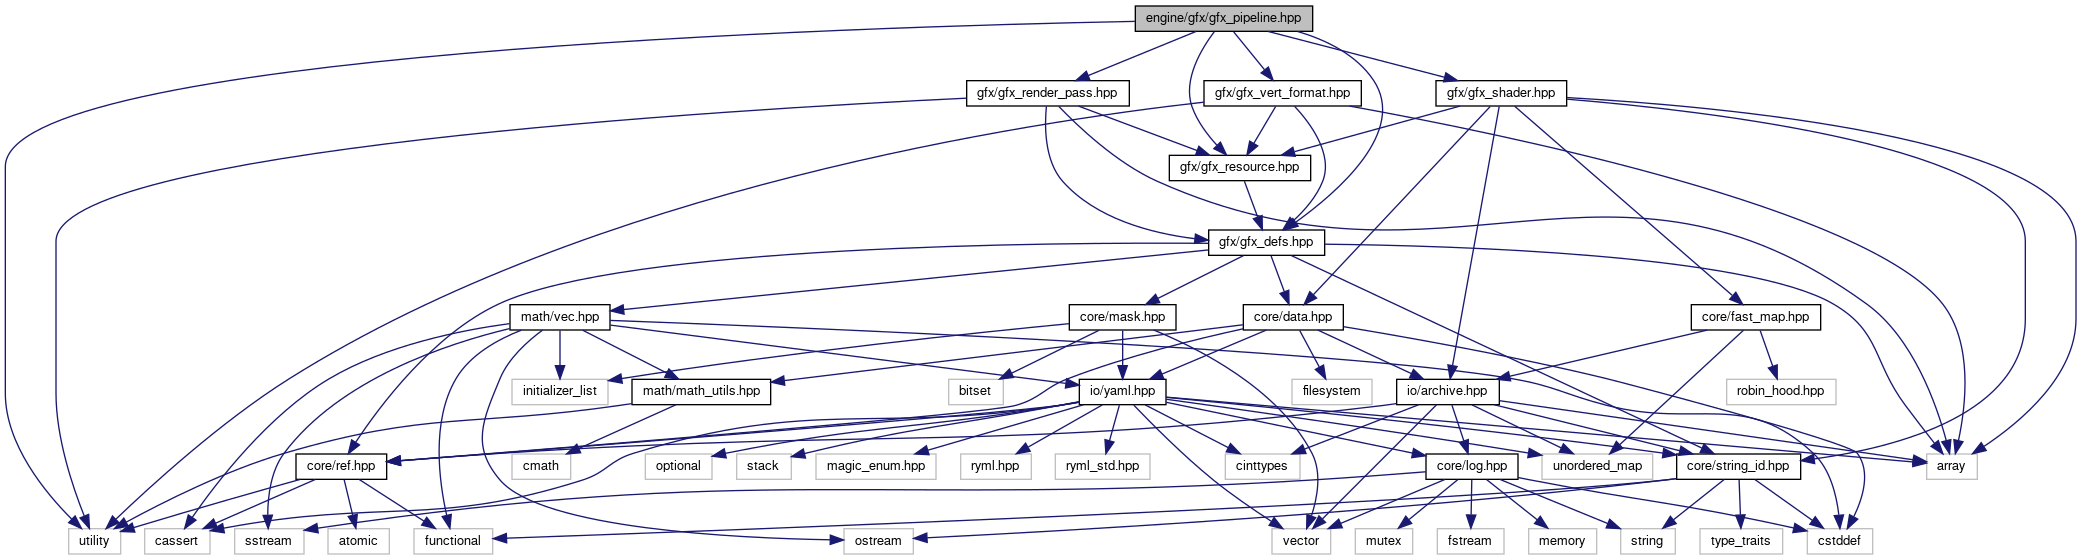 engine/gfx/gfx_pipeline.hpp
gfx/gfx_render_pass.hpp
gfx/gfx_vert_format.hpp
gfx/gfx_shader.hpp
gfx/gfx_resource.hpp
gfx/gfx_defs.hpp
math/vec.hpp
core/mask.hpp
core/data.hpp
core/fast_map.hpp
initializer_list
math/math_utils.hpp
bitset
io/yaml.hpp
filesystem
io/archive.hpp
robin_hood.hpp
core/ref.hpp
cmath
optional
stack
magic_enum.hpp
ryml.hpp
ryml_std.hpp
cinttypes
core/log.hpp
unordered_map
core/string_id.hpp
array
utility
cassert
sstream
atomic
functional
ostream
vector
mutex
fstream
memory
string
type_traits
cstddef